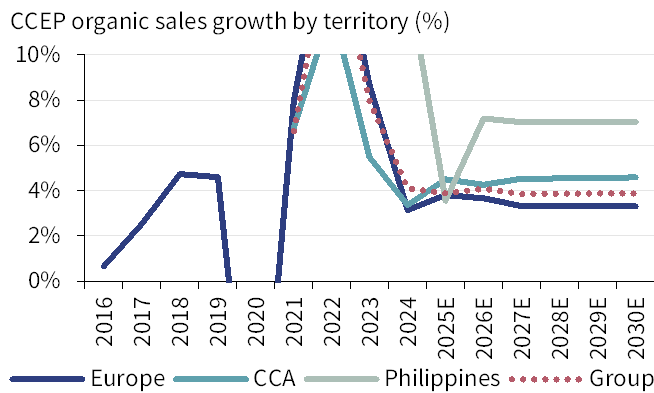 CCEP organic sales growth by territory (%)
10%
8%
6%
4%
2%
0%
2016
2017
2018
2019
2020
2021
2022
2023
2024
2025E
2026E
2027E
2028E
2029E
2030E
Europe CCA Philippines Group